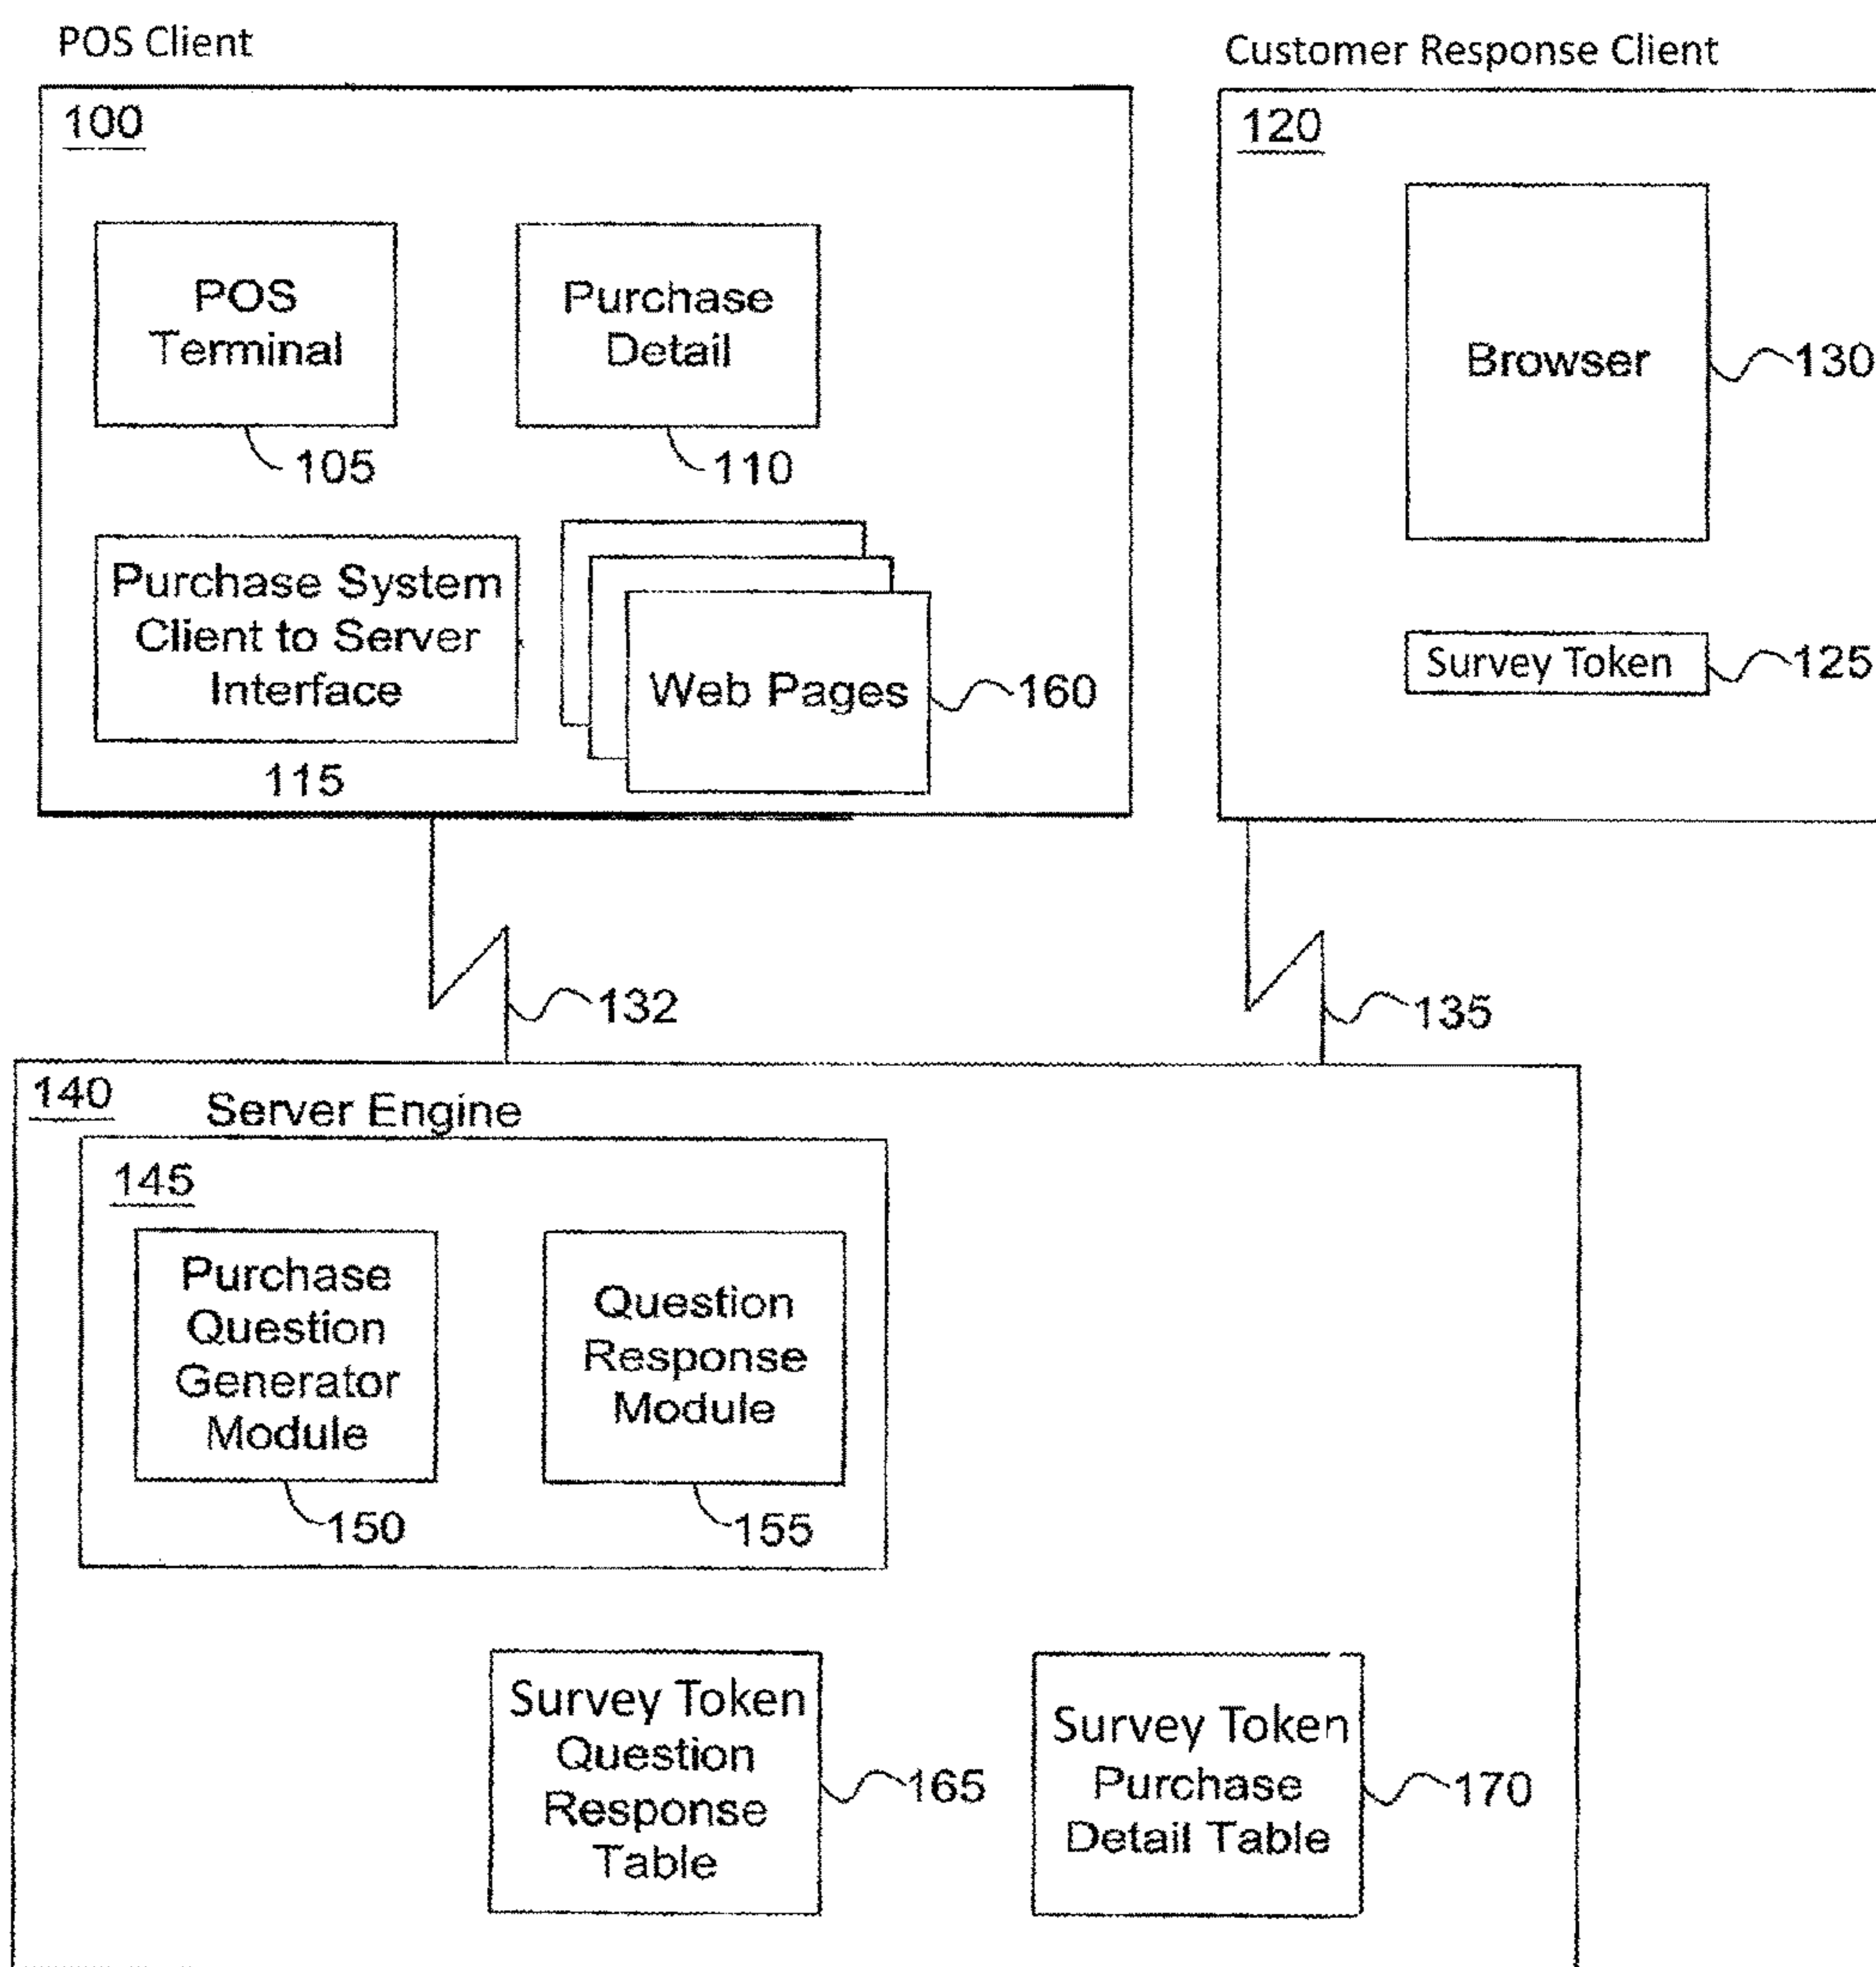 POS Client
100
POS
Terminal
105
Purchase
Detail
110
Purchase System
Client to Server
Interface
115
Web Pages
160
Customer Response Client
120
Browser
130
Survey Token
125
132
135
140
Server Engine
145
Purchase
Question
Generator
Module
150
Question
Response
Module
155
Survey Token
Question
Response
Table
165
Survey Token
Purchase
Detail Table
170